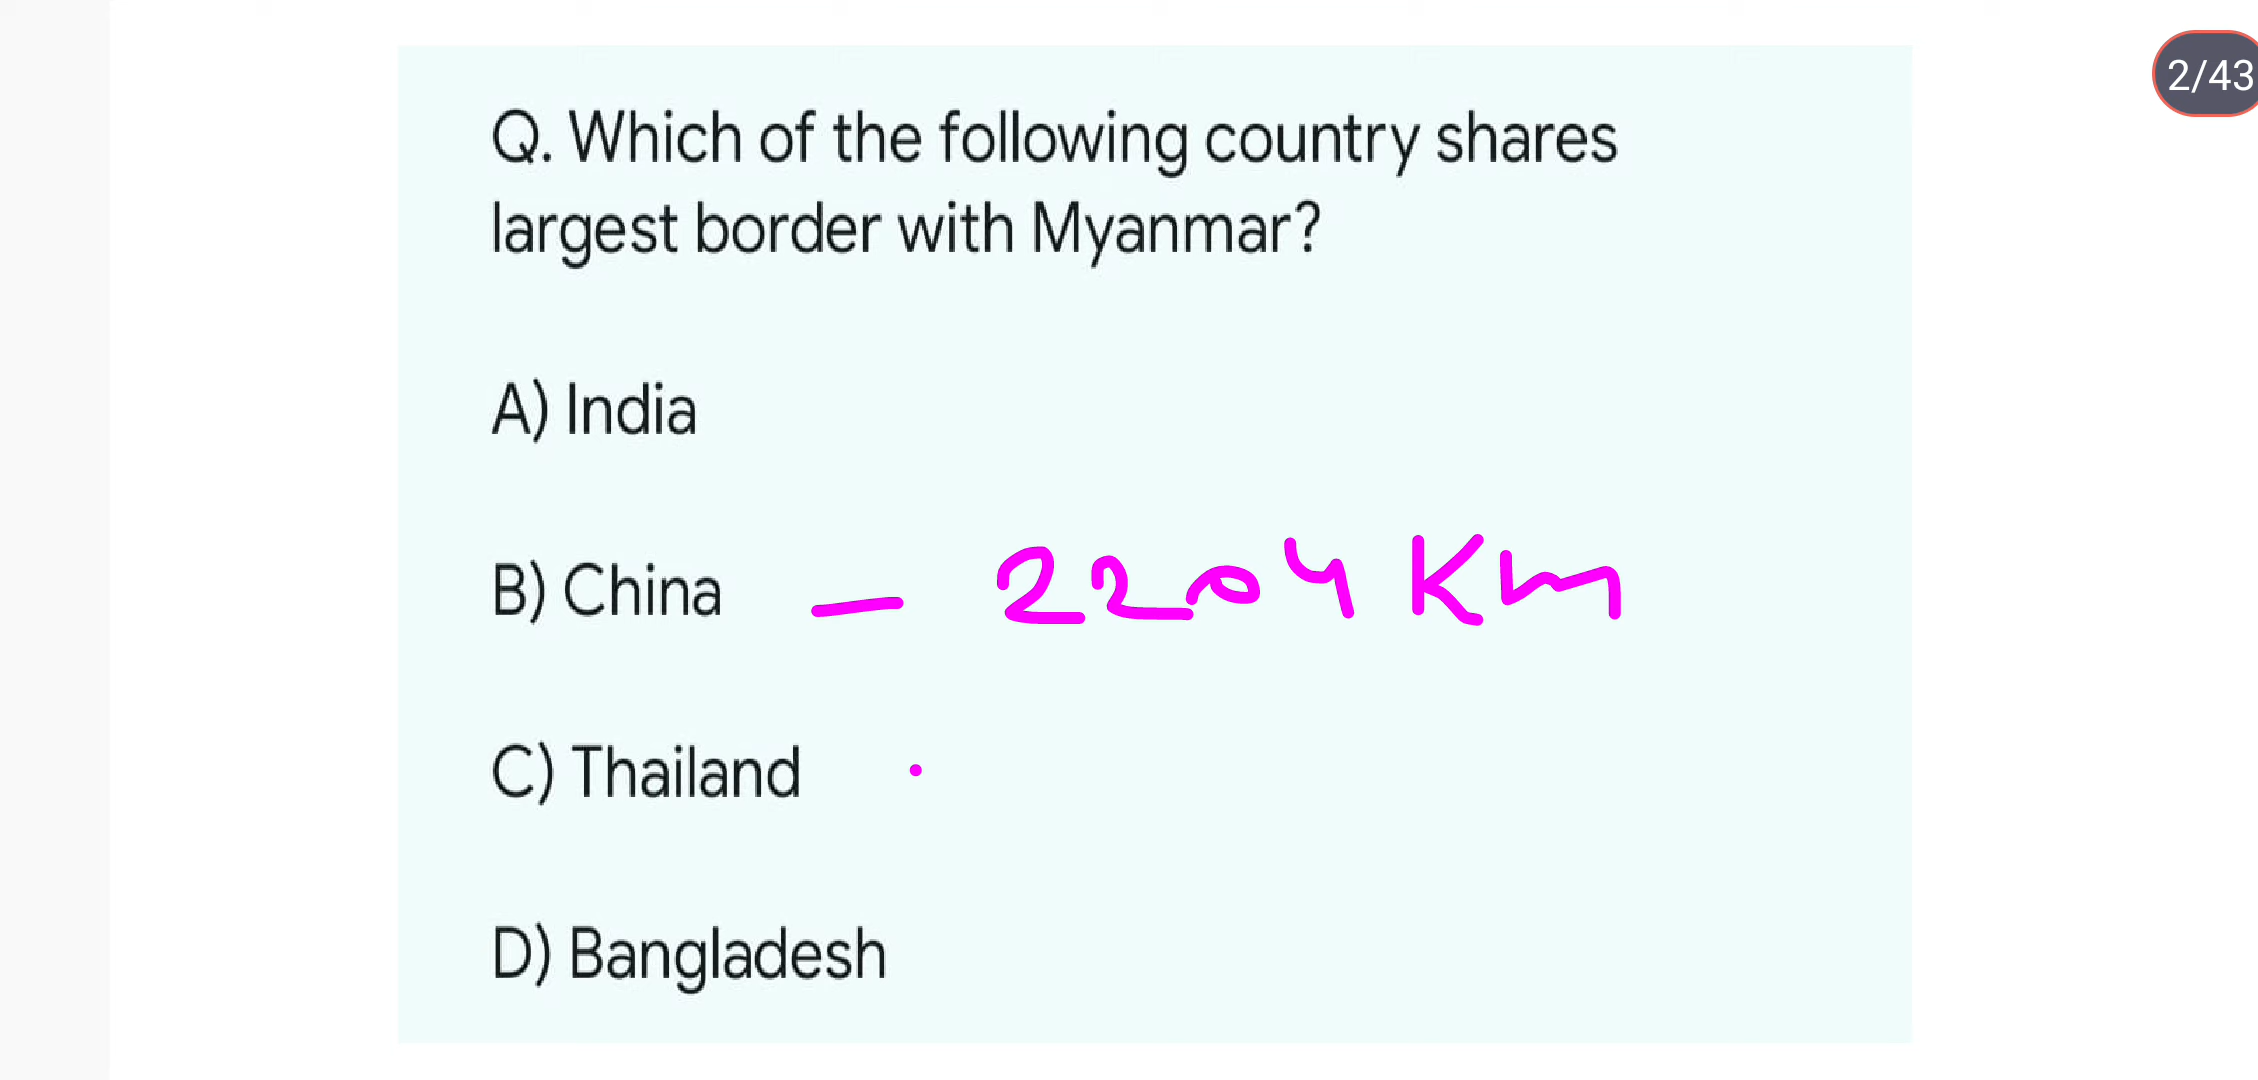 2/43
Q. Which of the following country shares
largest border with Myanmar?
A) India
B) China – 2204 Km
C) Thailand
D) Bangladesh